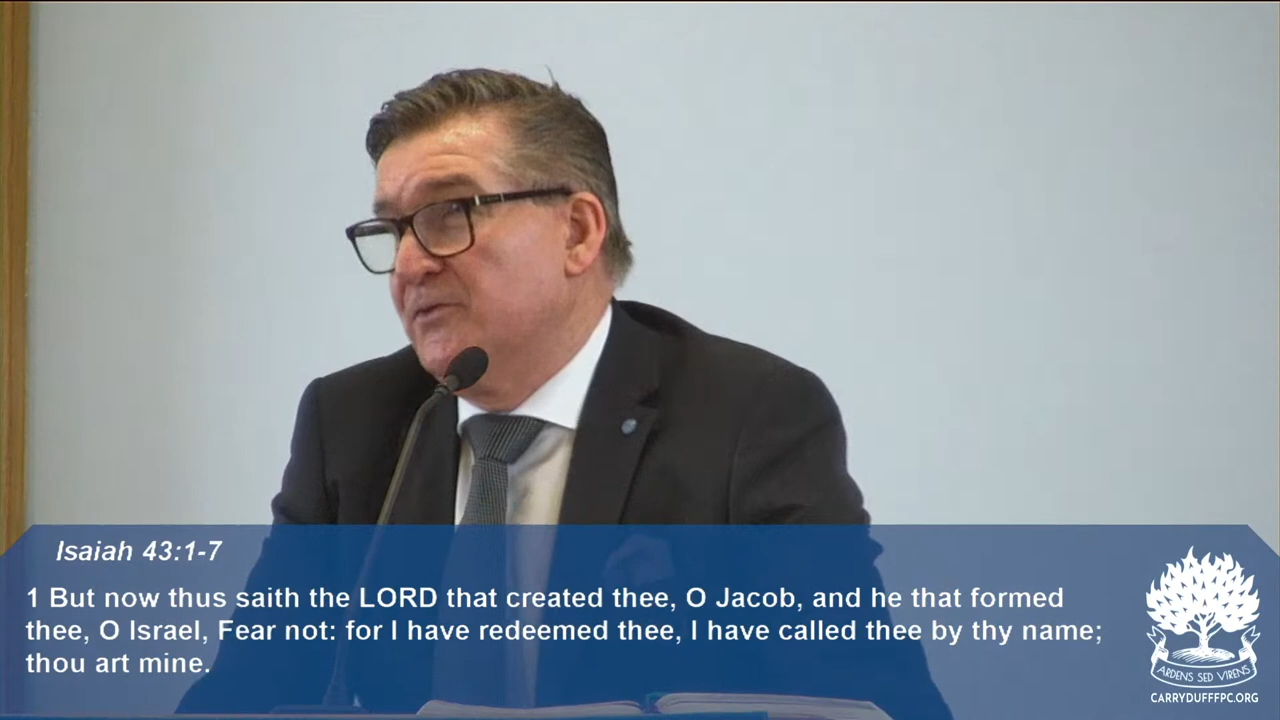 Isaiah 43:1-7
1 But now thus saith the LORD that created thee, O Jacob, and he that formed
thee, O Israel, Fear not: for I have redeemed thee, I have called thee by thy name;
thou art mine.
ARDENS SED VIRENS
CARRYDUFFFPC.ORG